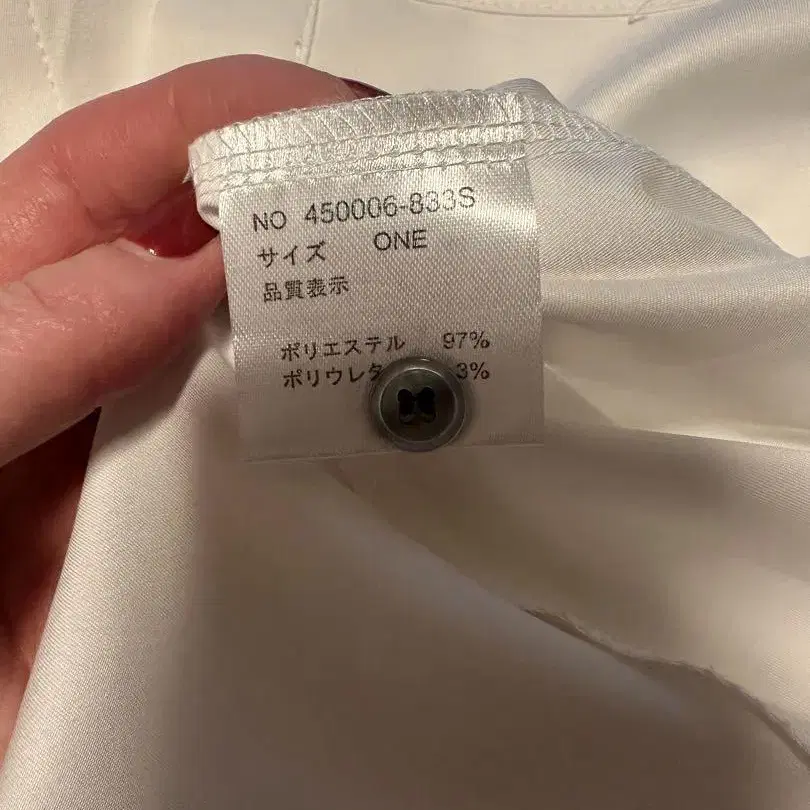 NO 450006-833S
サイズ ONE
品質表示
ポリエステル 97%
ポリウレタ 3%